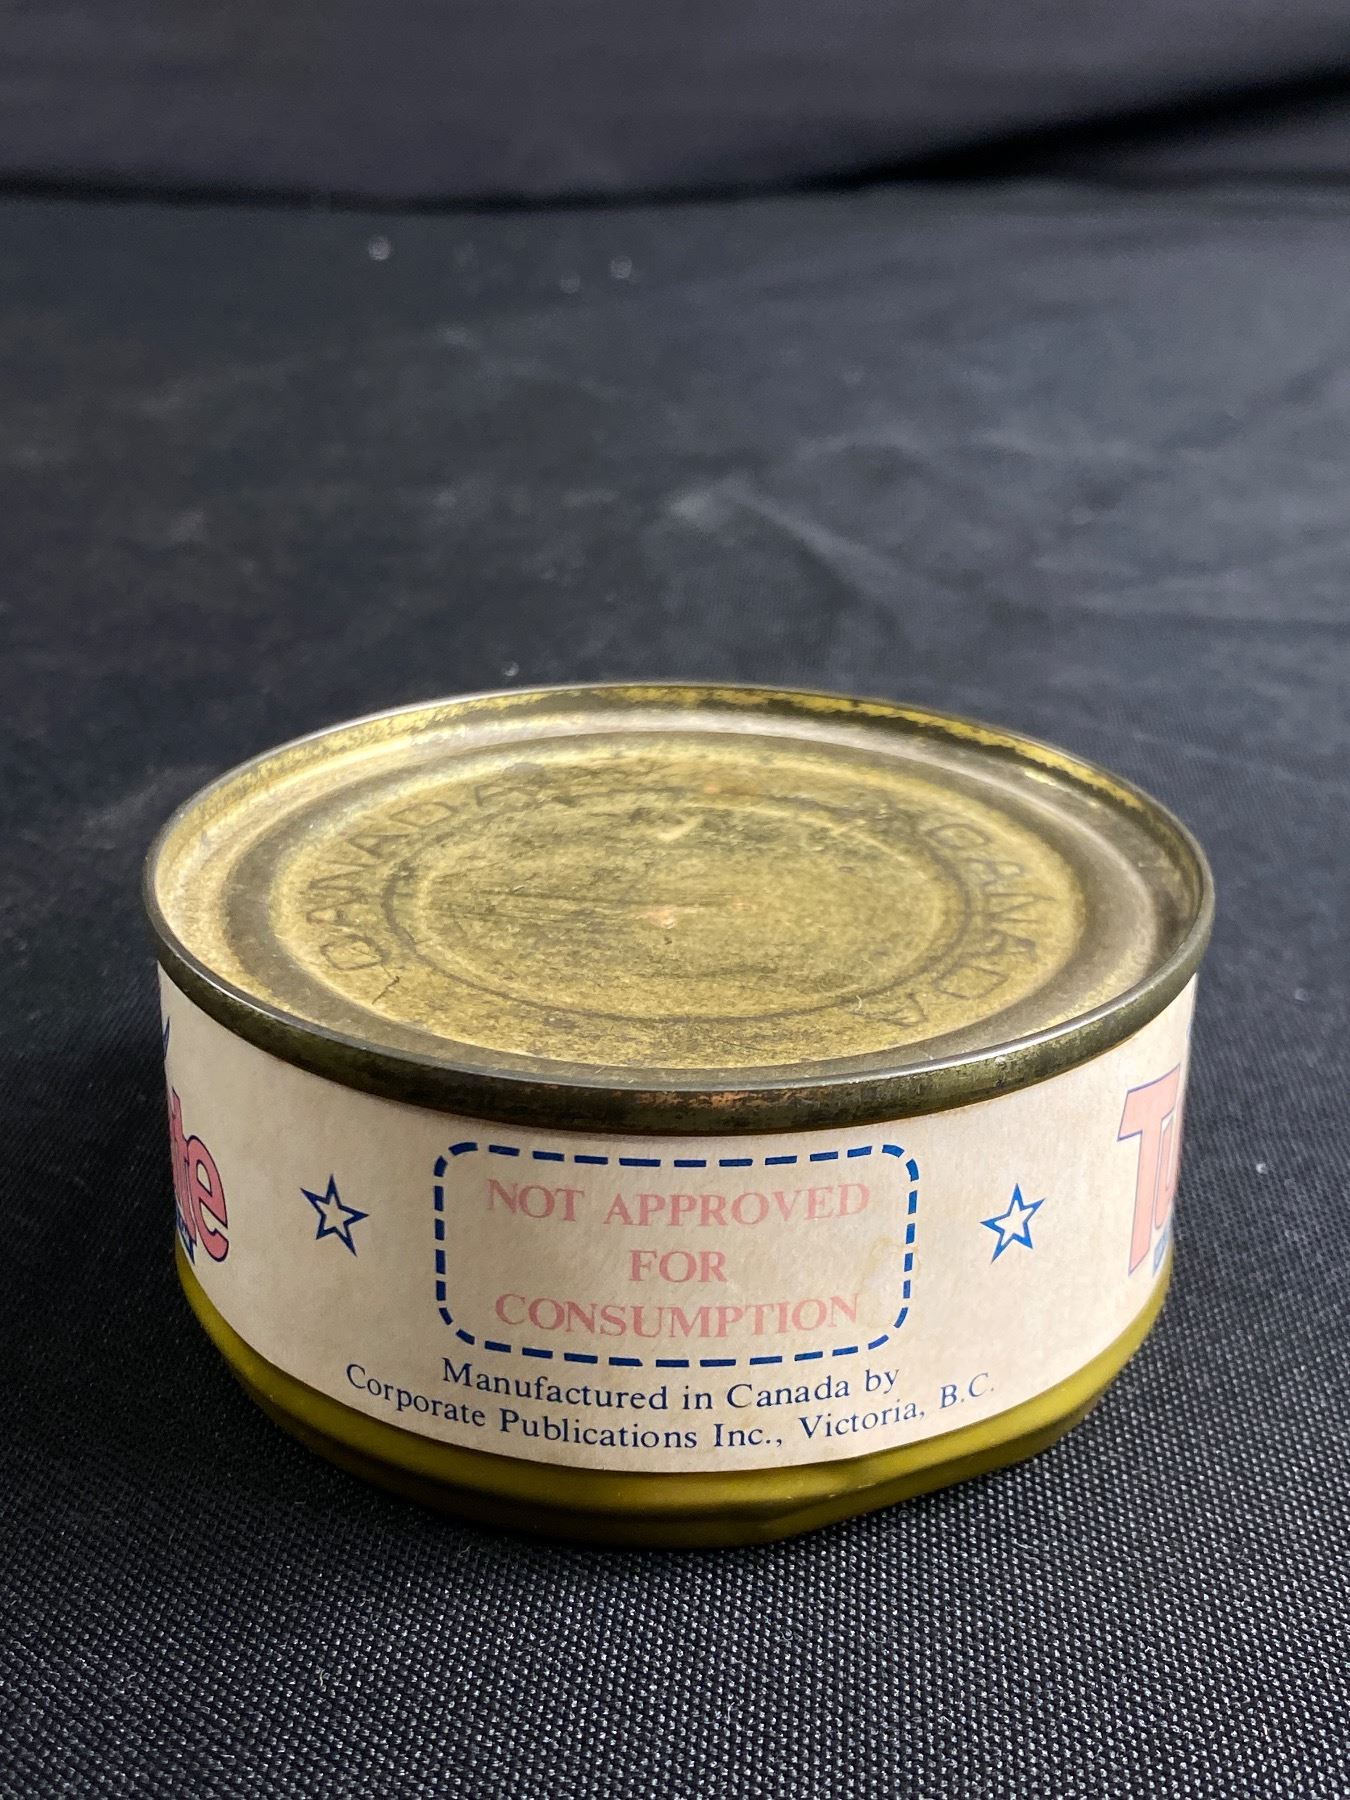 CANADA
CANADA
NOT APPROVED
FOR
CONSUMPTION
Manufactured in Canada by
Corporate Publications Inc., Victoria, B.C.